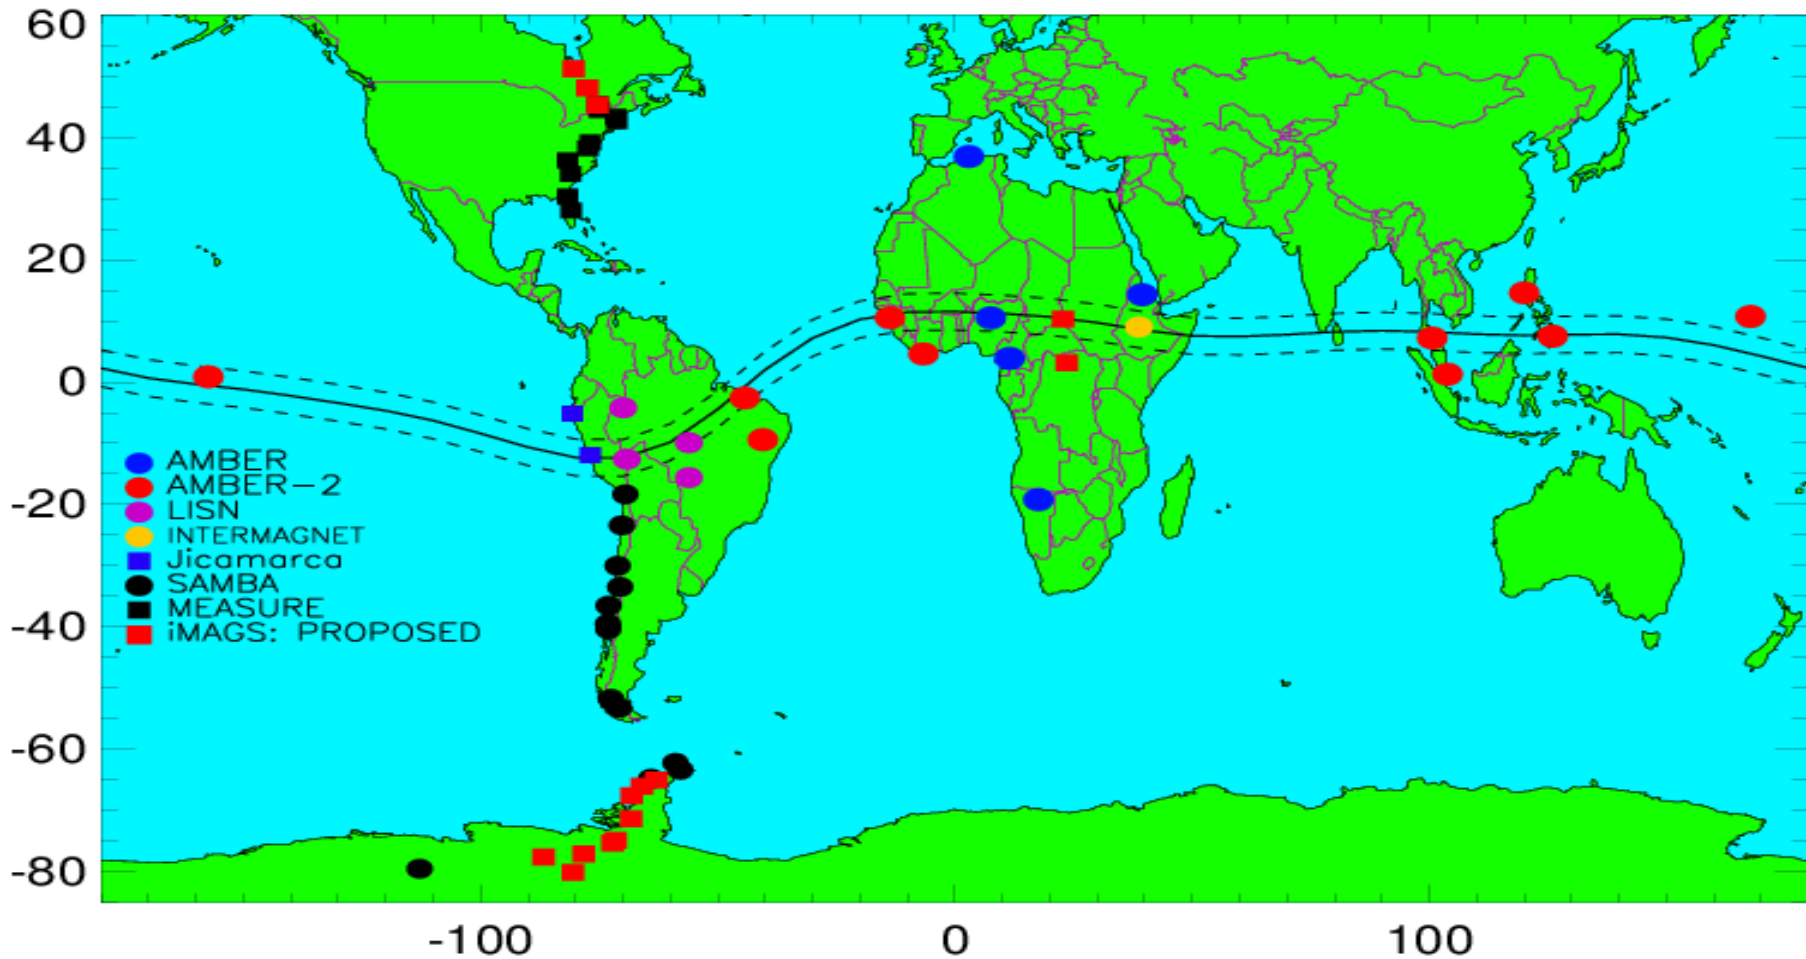 60
40
20
0
-20
-40
-60
-80
AMBER
AMBER-2
LISN
INTERMAGNET
Jicamarca
SAMBA
MEASURE
iMAGS: PROPOSED
-100 0 100